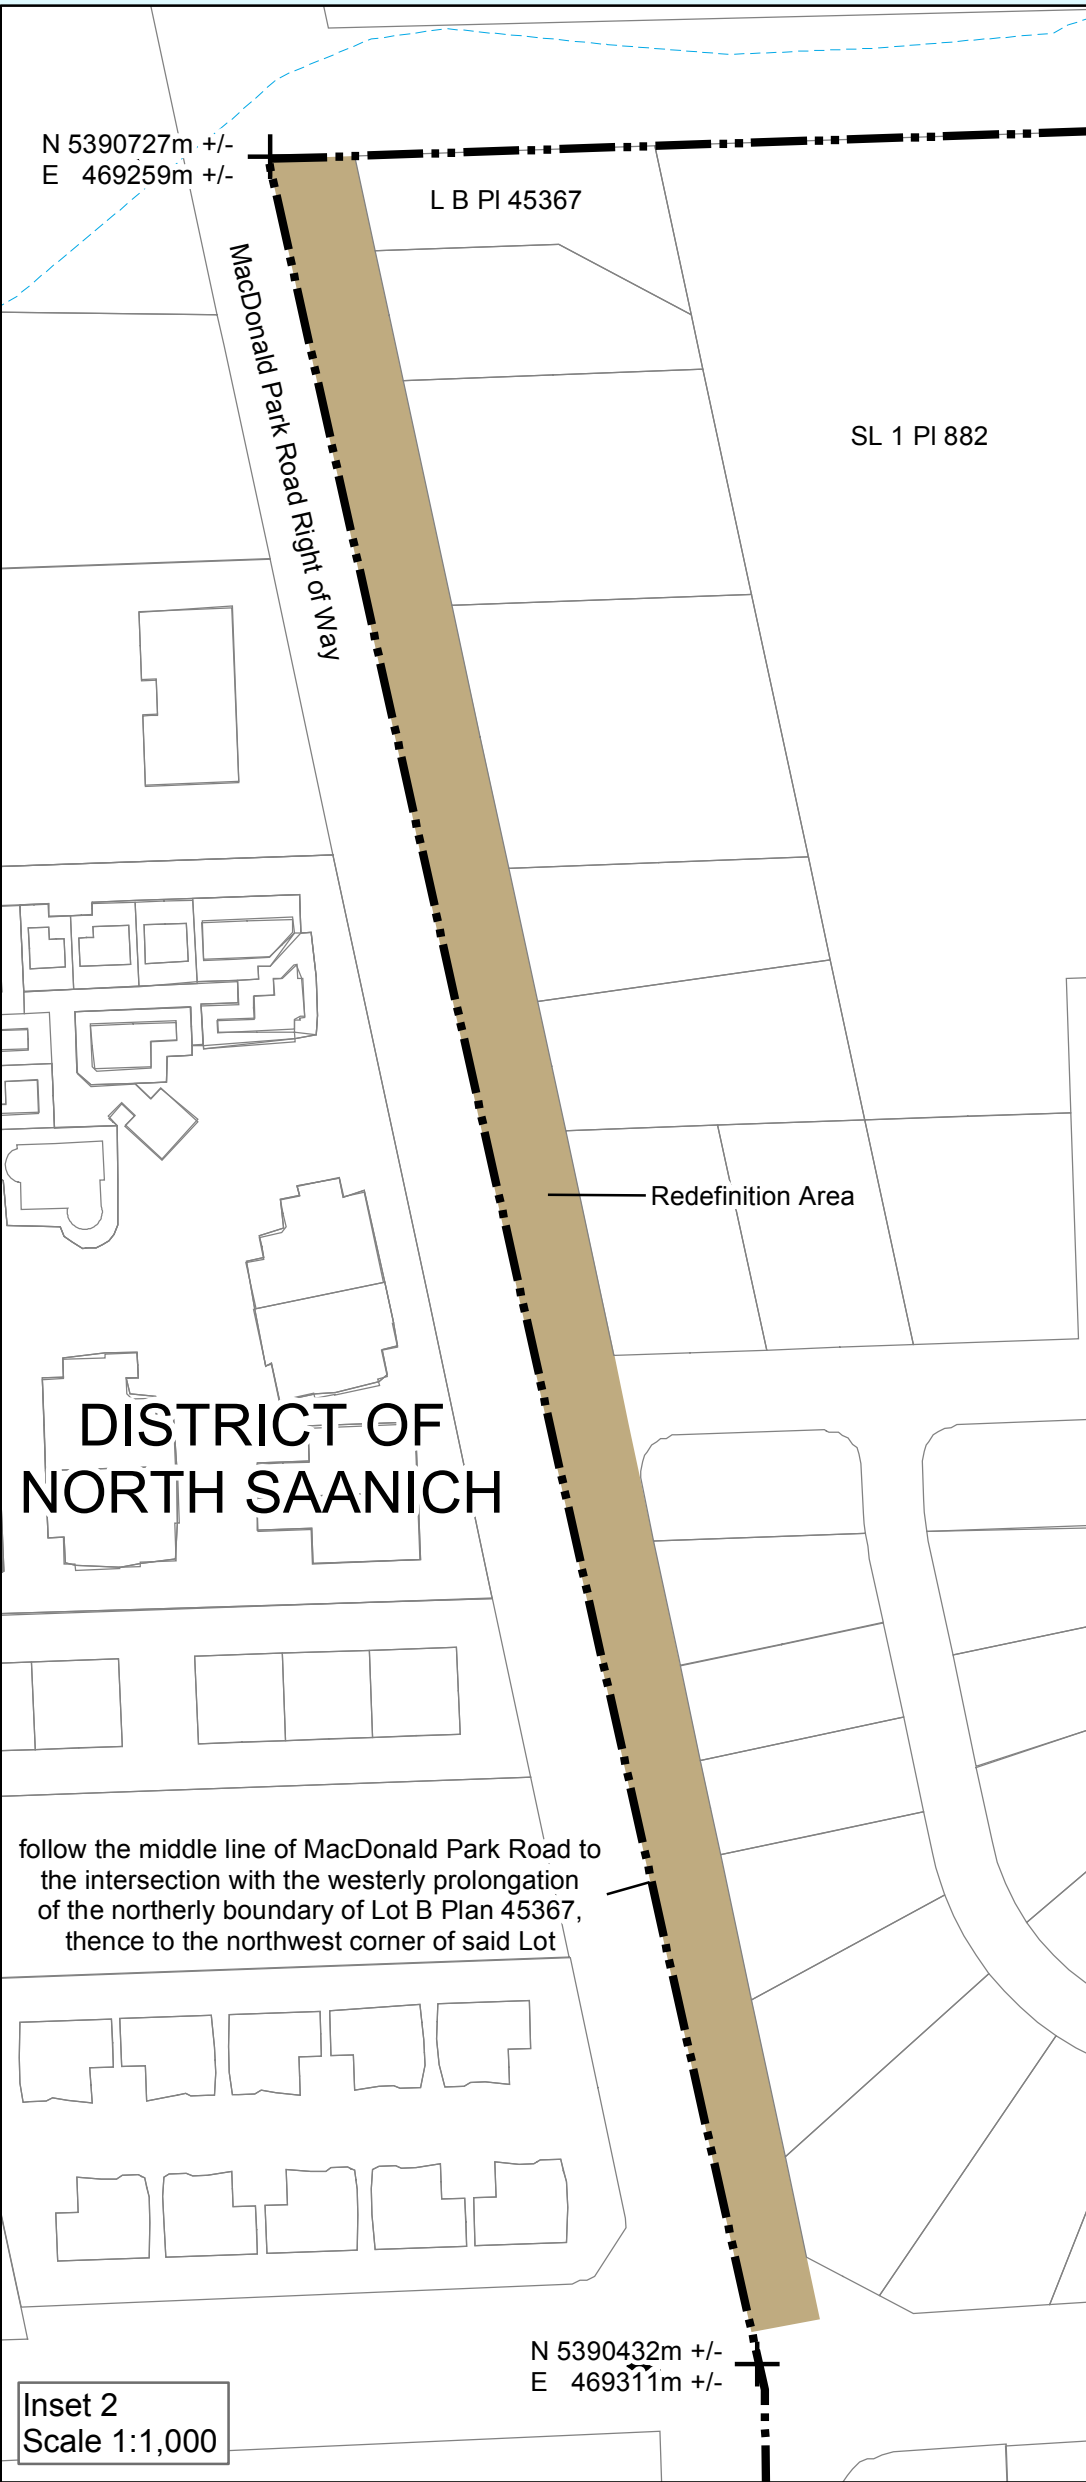 N 5390727m +/-
E 469259m +/-
L B Pl 45367
MacDonald Park Road Right of Way
SL 1 Pl 882
Redefinition Area
DISTRICT OF
NORTH SAANICH
follow the middle line of MacDonald Park Road to
the intersection with the westerly prolongation
of the northerly boundary of Lot B Plan 45367,
thence to the northwest corner of said Lot
N 5390432m +/-
E 469311m +/-
Inset 2
Scale 1:1,000